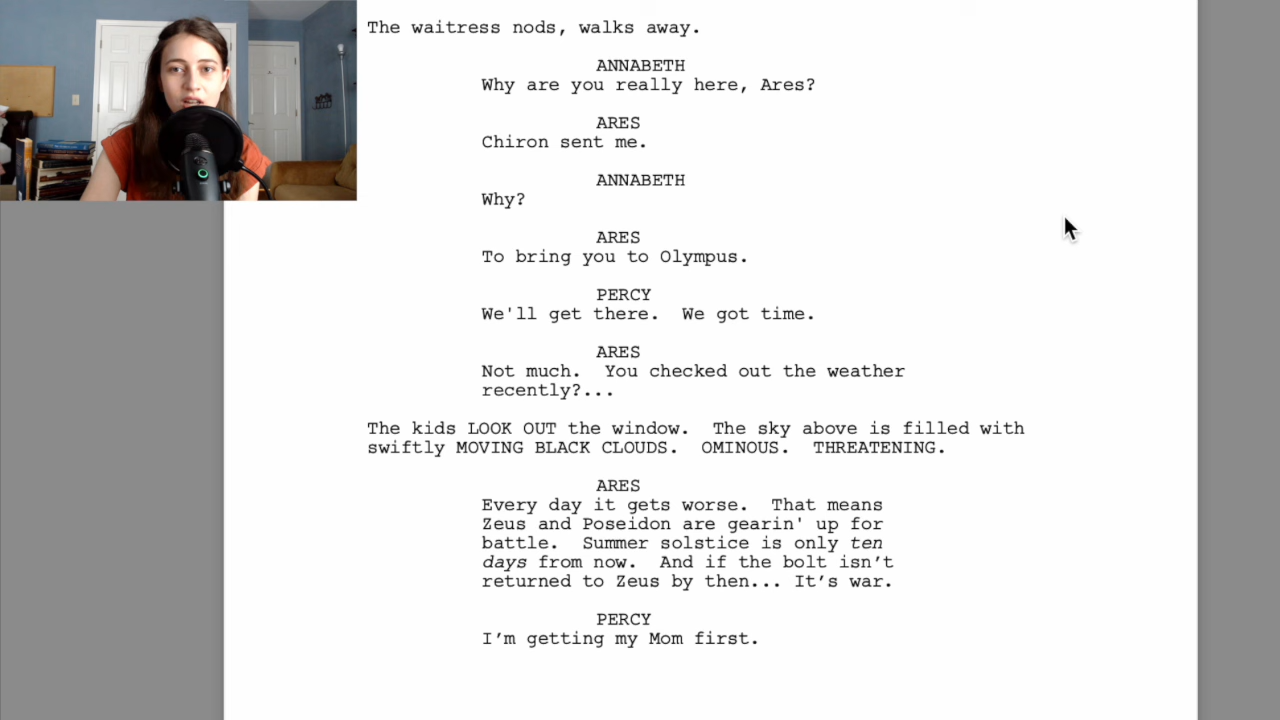 The waitress nods, walks away.
ANNABETH
Why are you really here, Ares?
ARES
Chiron sent me.
ANNABETH
Why?
ARES
To bring you to Olympus.
PERCY
We'll get there.  We got time.
ARES
Not much.  You checked out the weather
recently?...
The kids LOOK OUT the window.  The sky above is filled with
swiftly MOVING BLACK CLOUDS.  OMINOUS.  THREATENING.
ARES
Every day it gets worse.  That means
Zeus and Poseidon are gearin' up for
battle.  Summer solstice is only ten
days from now.  And if the bolt isn’t
returned to Zeus by then... It’s war.
PERCY
I’m getting my Mom first.